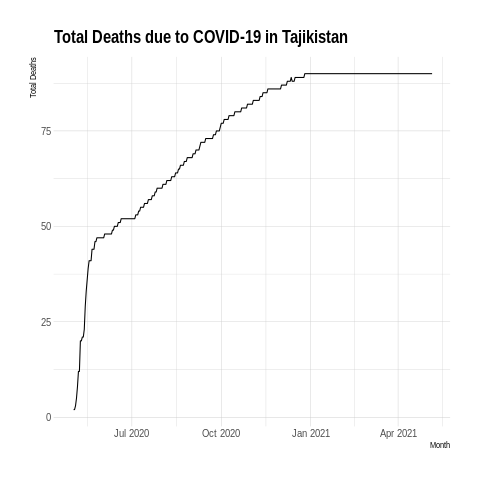 Total Deaths due to COVID-19 in Tajikistan
Total Deaths
75
50
25
0
Jul 2020 Oct 2020 Jan 2021 Apr 2021
Month